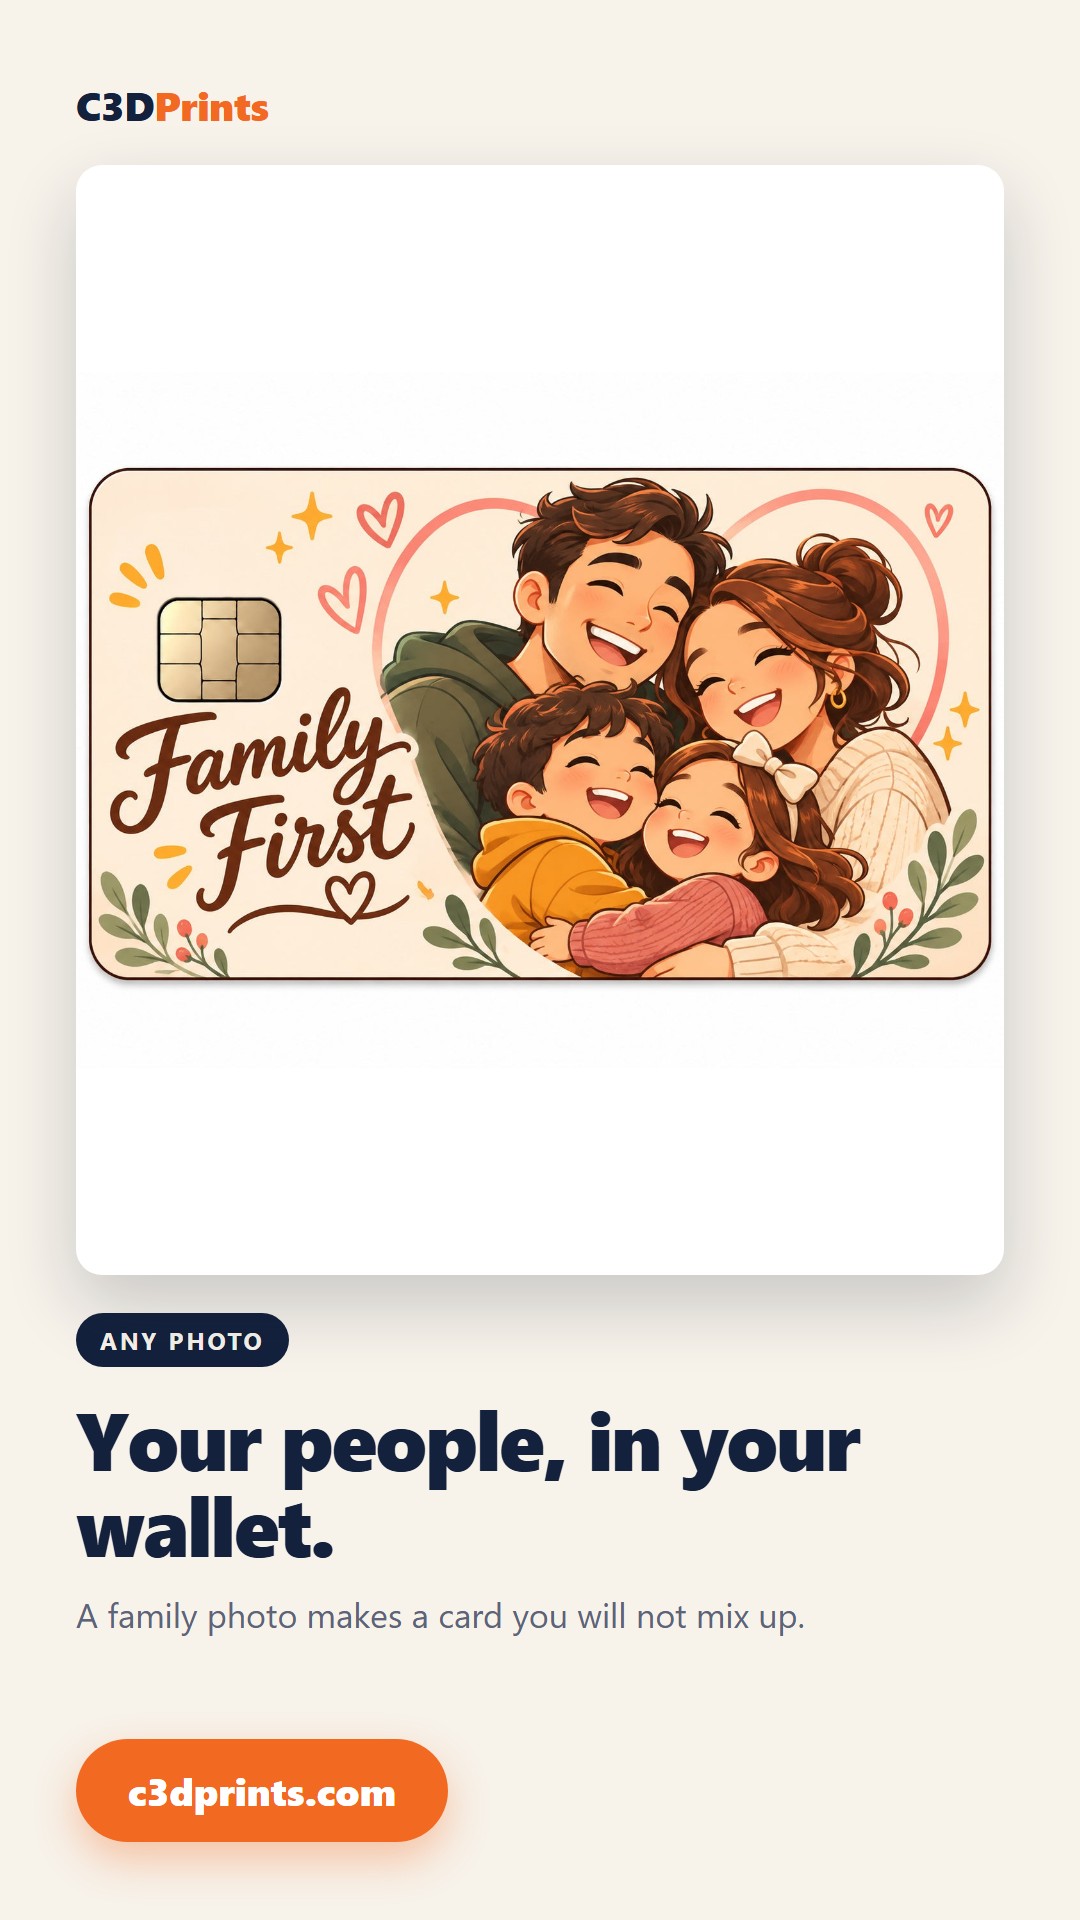 C3DPrints
Family
First
ANY PHOTO
Your people, in your
wallet.
A family photo makes a card you will not mix up.
c3dprints.com